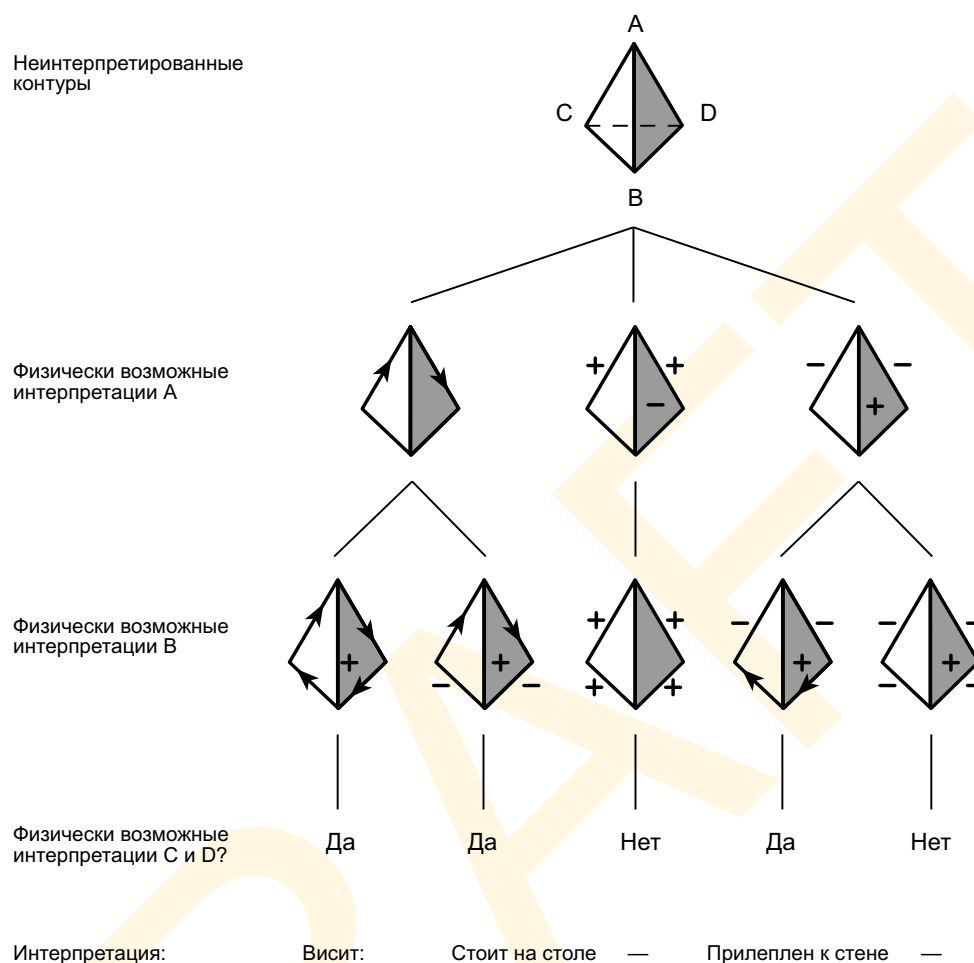 A
Неинтерпретированные
контуры
C D
B
Физически возможные
интерпретации A
+ +
−
− −
+
Физически возможные
интерпретации B
+
+
− −
+ +
+ +
− −
+
− −
+
− −
Физически возможные
интерпретации C и D?
Да Да Нет Да Нет
Интерпретация: Висит: Стоит на столе — Прилеплен к стене —
DRAFT